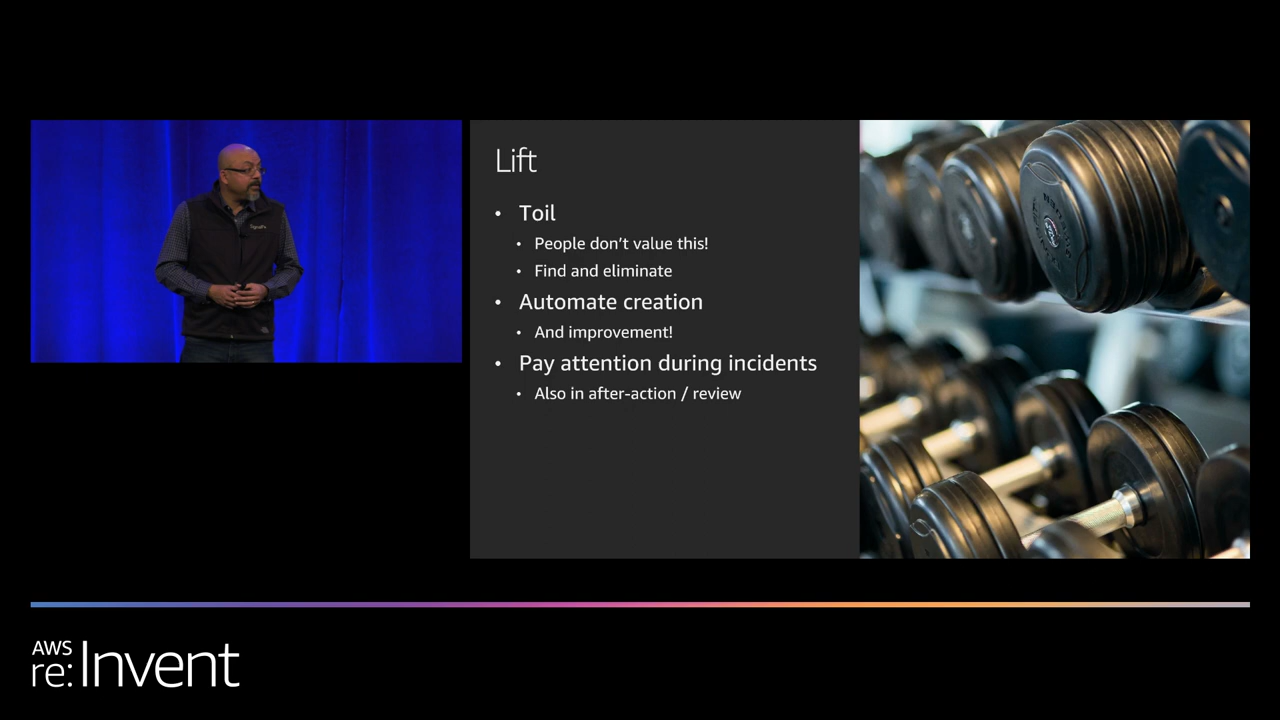 Lift
• Toil
• People don't value this!
• Find and eliminate
• Automate creation
• And improvement!
• Pay attention during incidents
• Also in after-action / review
AWS
re:Invent